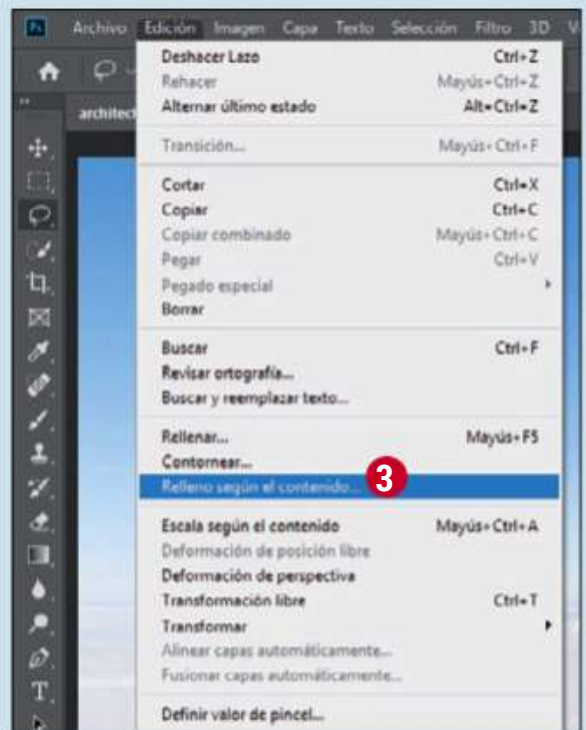 Ps Archivo Edición Imagen Capa Texto Selección Filtro 3D V
architect
Deshacer Lazo Ctrl+Z
Rehacer Mayús+Ctrl+Z
Alternar último estado Alt+Ctrl+Z
Transición... Mayús+Ctrl+F
Cortar Ctrl+X
Copiar Ctrl+C
Copiar combinado Mayús+Ctrl+C
Pegar Ctrl+V
Pegado especial
Borrar
Buscar Ctrl+F
Revisar ortografía...
Buscar y reemplazar texto...
Rellenar... Mayús+F5
Contornear...
Relleno según el contenido... 3
Escala según el contenido Mayús+Ctrl+A
Deformación de posición libre
Deformación de perspectiva
Transformación libre Ctrl+T
Transformar
Alinear capas automáticamente...
Fusionar capas automáticamente...
Definir valor de pincel...